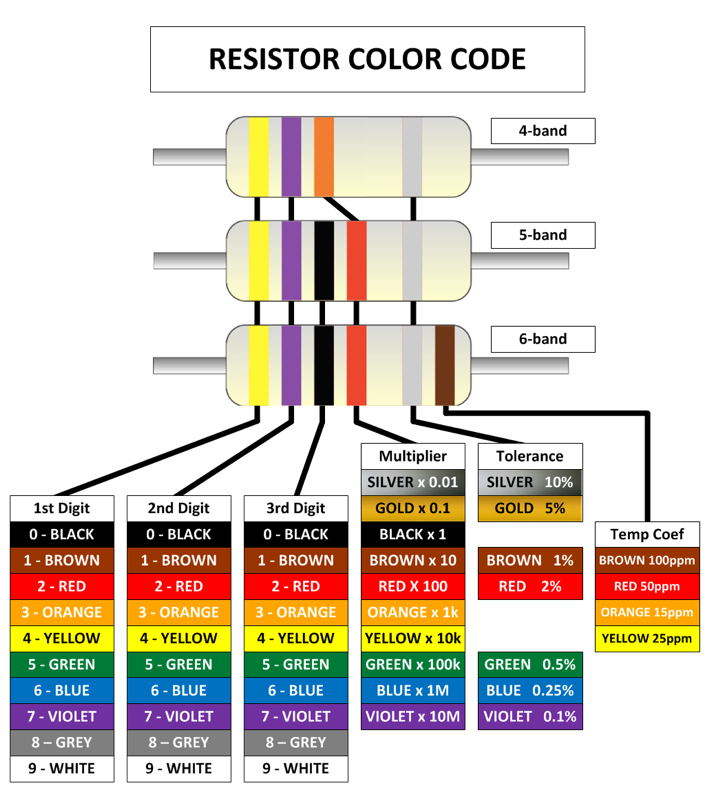 RESISTOR COLOR CODE
4-band
5-band
6-band
1st Digit
0 - BLACK
1 - BROWN
2 - RED
3 - ORANGE
4 - YELLOW
5 - GREEN
6 - BLUE
7 - VIOLET
8 – GREY
9 - WHITE
2nd Digit
0 - BLACK
1 - BROWN
2 - RED
3 - ORANGE
4 - YELLOW
5 - GREEN
6 - BLUE
7 - VIOLET
8 – GREY
9 - WHITE
3rd Digit
0 - BLACK
1 - BROWN
2 - RED
3 - ORANGE
4 - YELLOW
5 - GREEN
6 - BLUE
7 - VIOLET
8 – GREY
9 - WHITE
Multiplier
SILVER x 0.01
GOLD x 0.1
BLACK x 1
BROWN x 10
RED X 100
ORANGE x 1k
YELLOW x 10k
GREEN x 100k
BLUE x 1M
VIOLET x 10M
Tolerance
SILVER 10%
GOLD 5%
BROWN 1%
RED 2%
GREEN 0.5%
BLUE 0.25%
VIOLET 0.1%
Temp Coef
BROWN 100ppm
RED 50ppm
ORANGE 15ppm
YELLOW 25ppm